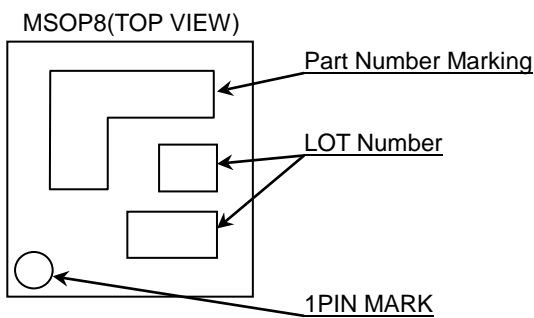 MSOP8(TOP VIEW)
Part Number Marking
LOT Number
1PIN MARK